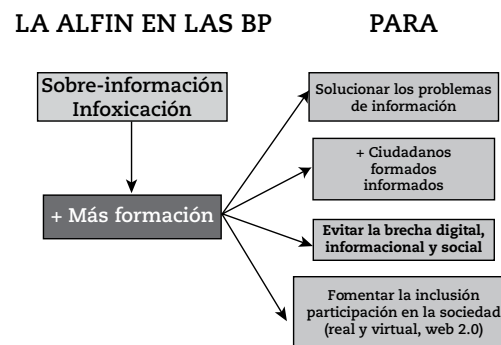 LA ALFIN EN LAS BP
PARA
Sobre-información
Infoxicación
+ Más formación
Solucionar los problemas
de información
+ Ciudadanos
formados
informados
Evitar la brecha digital,
informacional y social
Fomentar la inclusión
participación en la sociedad
(real y virtual, web 2.0)